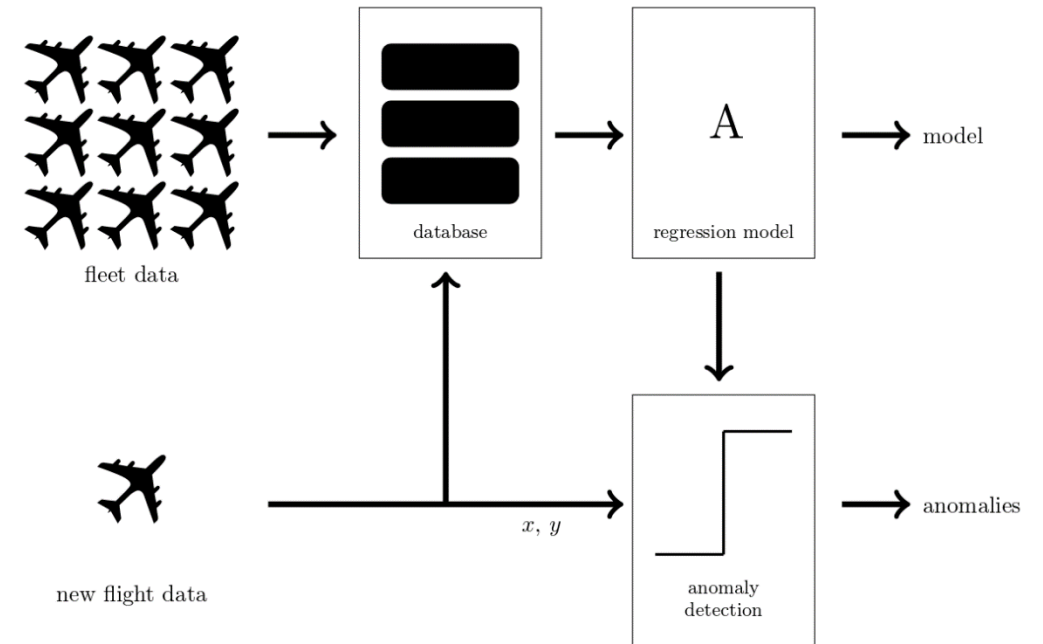 A
model
database
regression model
fleet data
x, y
anomalies
new flight data
anomaly
detection